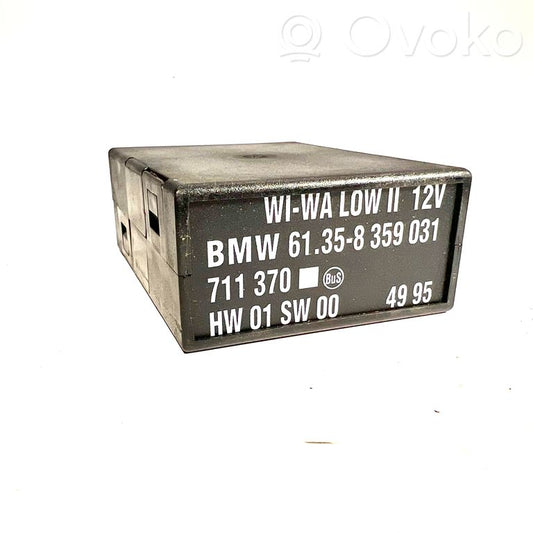 Ovoko
WI-WA LOW II 12V
BMW 61.35-8 359 031
711 370 BUS
HW 01 SW 00 49 95